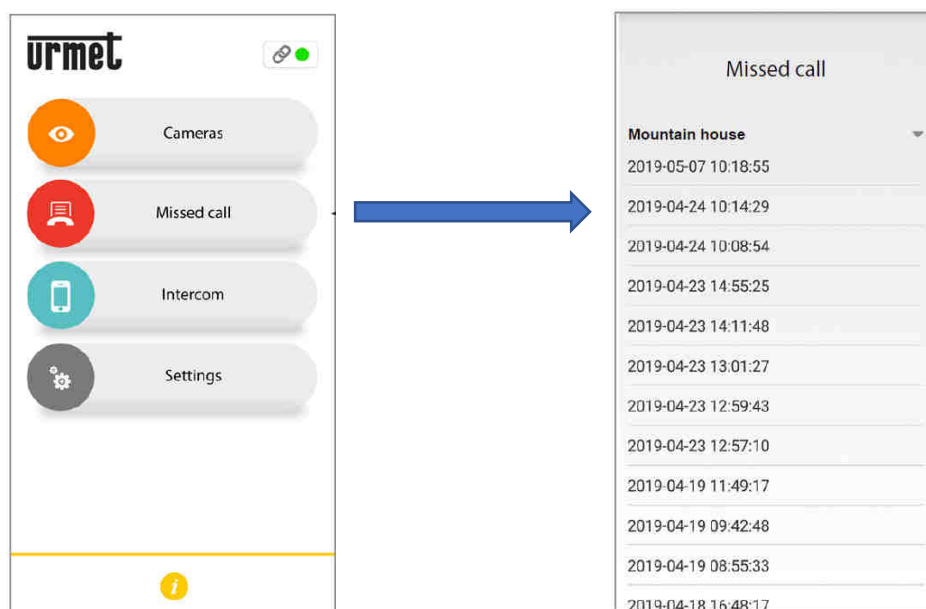 urmet
Cameras
Missed call
Intercom
Settings
i
Missed call
Mountain house
2019-05-07 10:18:55
2019-04-24 10:14:29
2019-04-24 10:08:54
2019-04-23 14:55:25
2019-04-23 14:11:48
2019-04-23 13:01:27
2019-04-23 12:59:43
2019-04-23 12:57:10
2019-04-19 11:49:17
2019-04-19 09:42:48
2019-04-19 08:55:33
2019-04-18 16:48:17